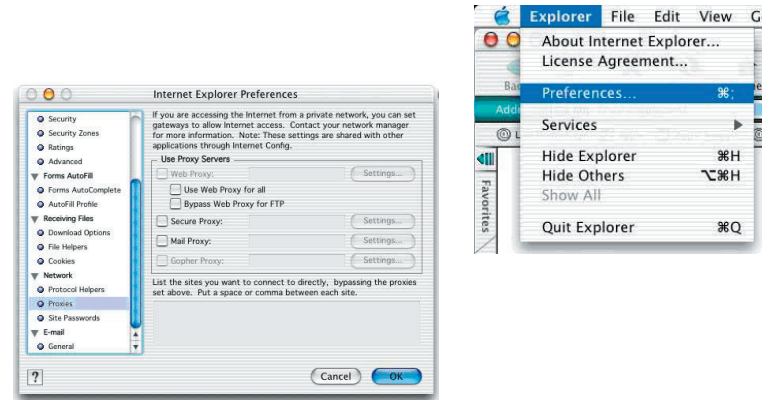 Internet Explorer Preferences
Security
Security Zones
Ratings
Advanced
Forms AutoFill
Forms AutoComplete
AutoFill Profile
Receiving Files
Download Options
File Helpers
Cookies
Network
Protocol Helpers
Proxies
Site Passwords
E-mail
General
If you are accessing the Internet from a private network, you can set
gateways to allow Internet access. Contact your network manager
for more information. Note: These settings are shared with other
applications through Internet Config.
Use Proxy Servers
Web Proxy: Settings...
Use Web Proxy for all
Bypass Web Proxy for FTP
Secure Proxy: Settings...
Mail Proxy: Settings...
Gopher Proxy: Settings...
List the sites you want to connect to directly, bypassing the proxies
set above. Put a space or comma between each site.
? Cancel OK
Explorer File Edit View
About Internet Explorer...
License Agreement...
Preferences... ⌘;
Services
Hide Explorer ⌘H
Hide Others ⌥⌘H
Show All
Quit Explorer ⌘Q
Favorites